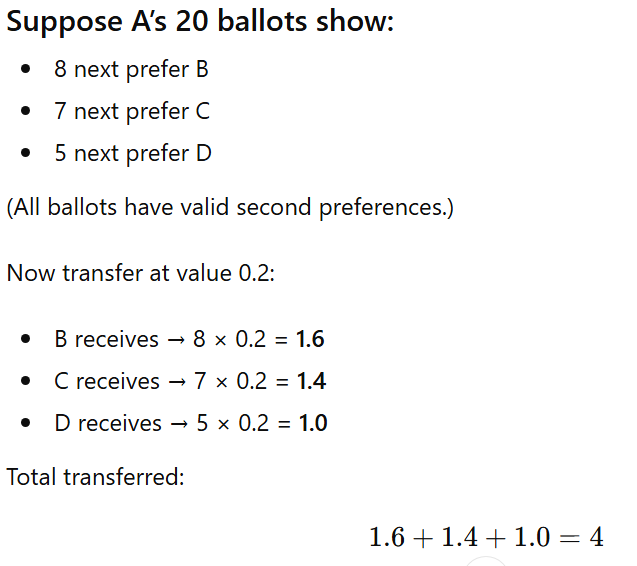 Suppose A’s 20 ballots show:
• 8 next prefer B
• 7 next prefer C
• 5 next prefer D
(All ballots have valid second preferences.)
Now transfer at value 0.2:
• B receives → 8 × 0.2 = 1.6
• C receives → 7 × 0.2 = 1.4
• D receives → 5 × 0.2 = 1.0
Total transferred:
1.6 + 1.4 + 1.0 = 4